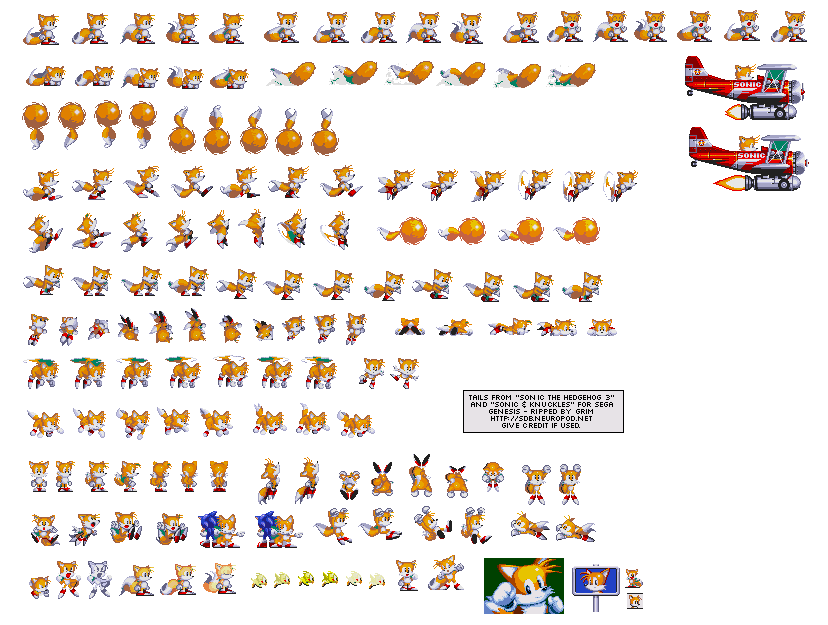 SONIC
SONIC
TAILS FROM "SONIC THE HEDGEHOG 3"
AND "SONIC & KNUCKLES" FOR SEGA
GENESIS - RIPPED BY GRIM
HTTP://SDB.NEUROPOD.NET
GIVE CREDIT IF USED.